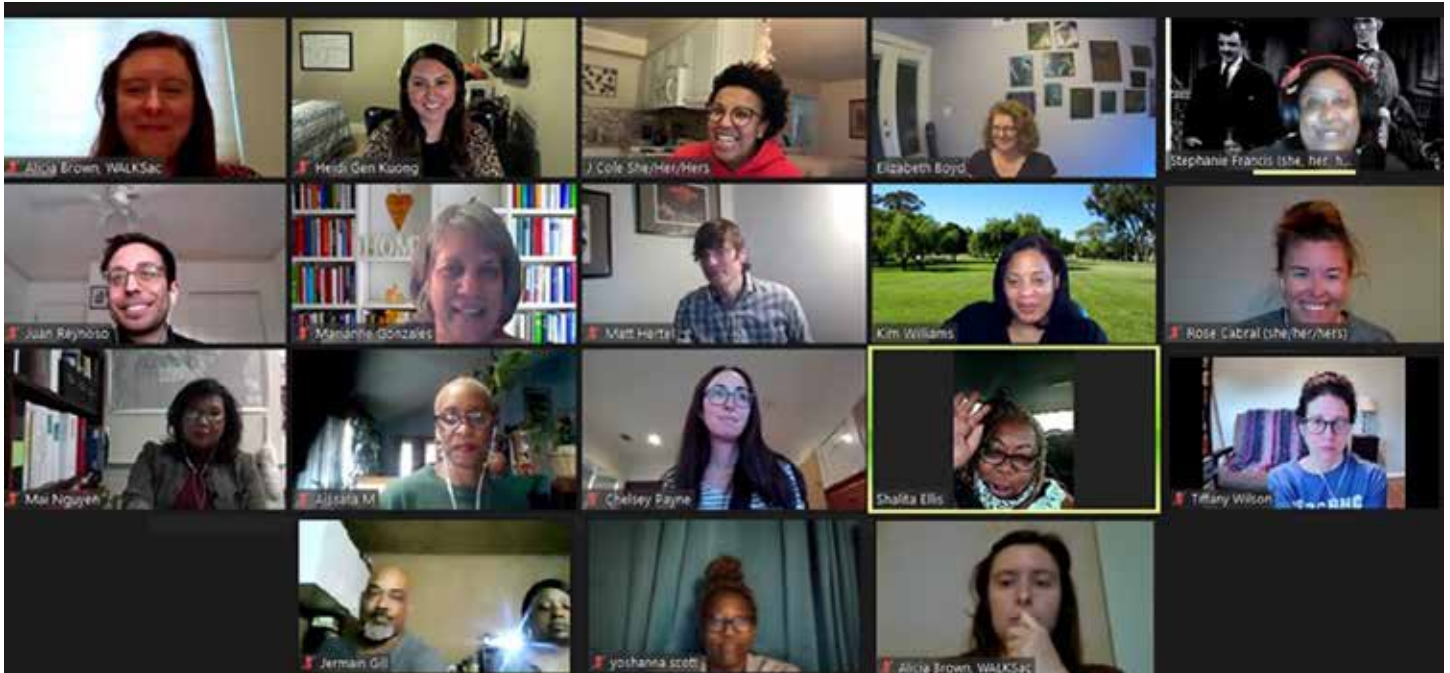 Alicia Brown, WALKSac
Heidi Gen Kuong
J Cole She/Her/Hers
Elizabeth Boyd
Stephanie Francis (she, her, h...
Juan Reynoso
HOME
Marianne Gonzales
Matt Hertel
Kim Williams
Rose Cabral (she/her/hers)
Mai Nguyen
Aissata M
Chelsey Payne
Shalita Ellis
Tiffany Wilson
Jermain Gill
yoshanna scott
Alicia Brown, WALKSac